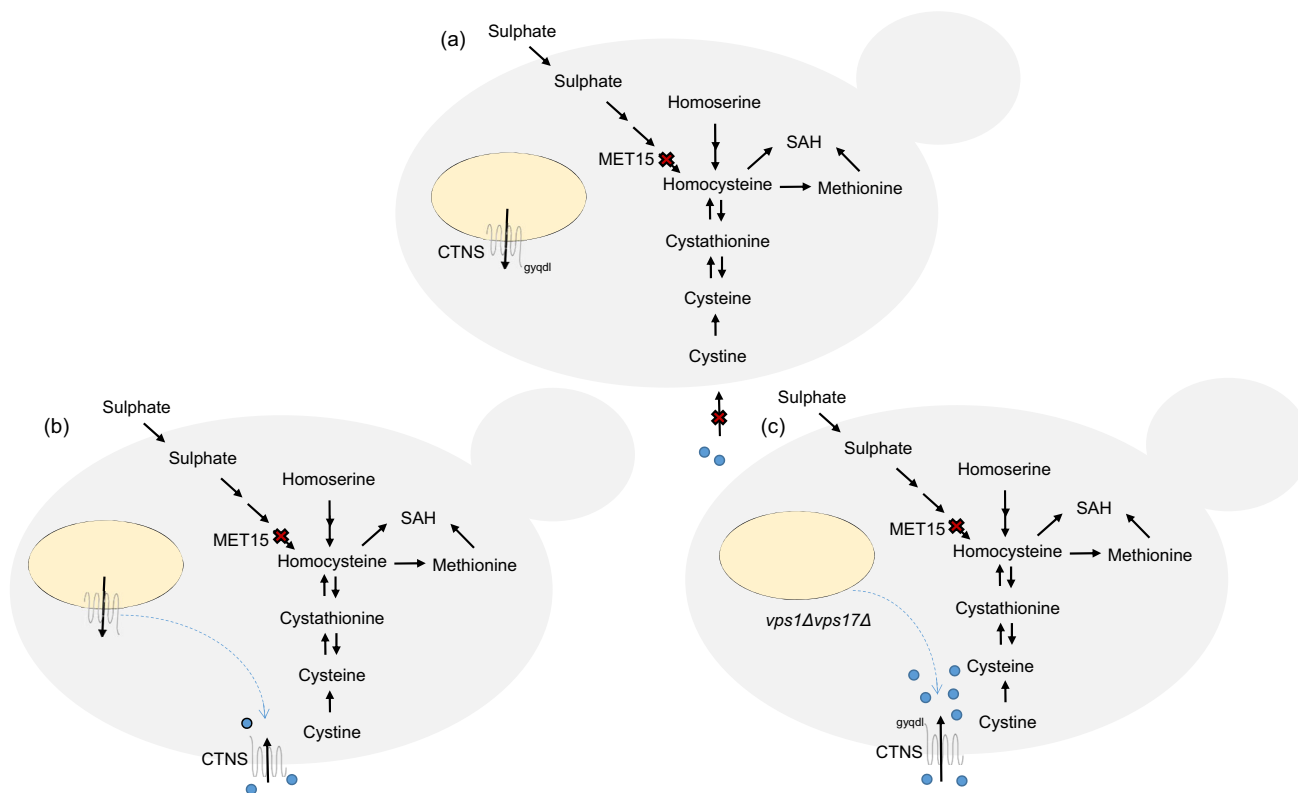 (a)
Sulphate
Sulphate
Homoserine
SAH
MET15
Homocysteine
Methionine
Cystathionine
CTNS
gyqdl
Cysteine
Cystine
(b)
Sulphate
Sulphate
Homoserine
SAH
MET15
Homocysteine
Methionine
Cystathionine
Cysteine
Cystine
CTNS
(c)
Sulphate
Sulphate
Homoserine
SAH
MET15
Homocysteine
Methionine
Cystathionine
vps1Δvps17Δ
Cysteine
gyqdl
Cystine
CTNS